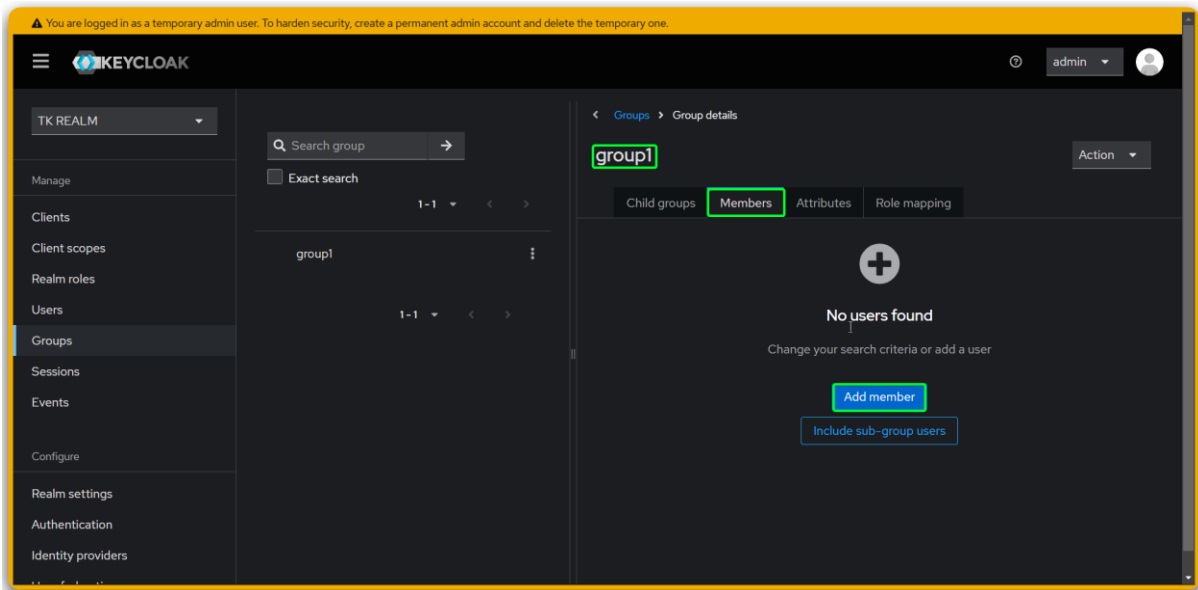 You are logged in as a temporary admin user. To harden security, create a permanent admin account and delete the temporary one.
KEYCLOAK
admin
TK REALM
Manage
Clients
Client scopes
Realm roles
Users
Groups
Sessions
Events
Configure
Realm settings
Authentication
Identity providers
Search group
Exact search
1-1
group1
1-1
Groups > Group details
group1
Action
Child groups Members Attributes Role mapping
No users found
Change your search criteria or add a user
Add member
Include sub-group users